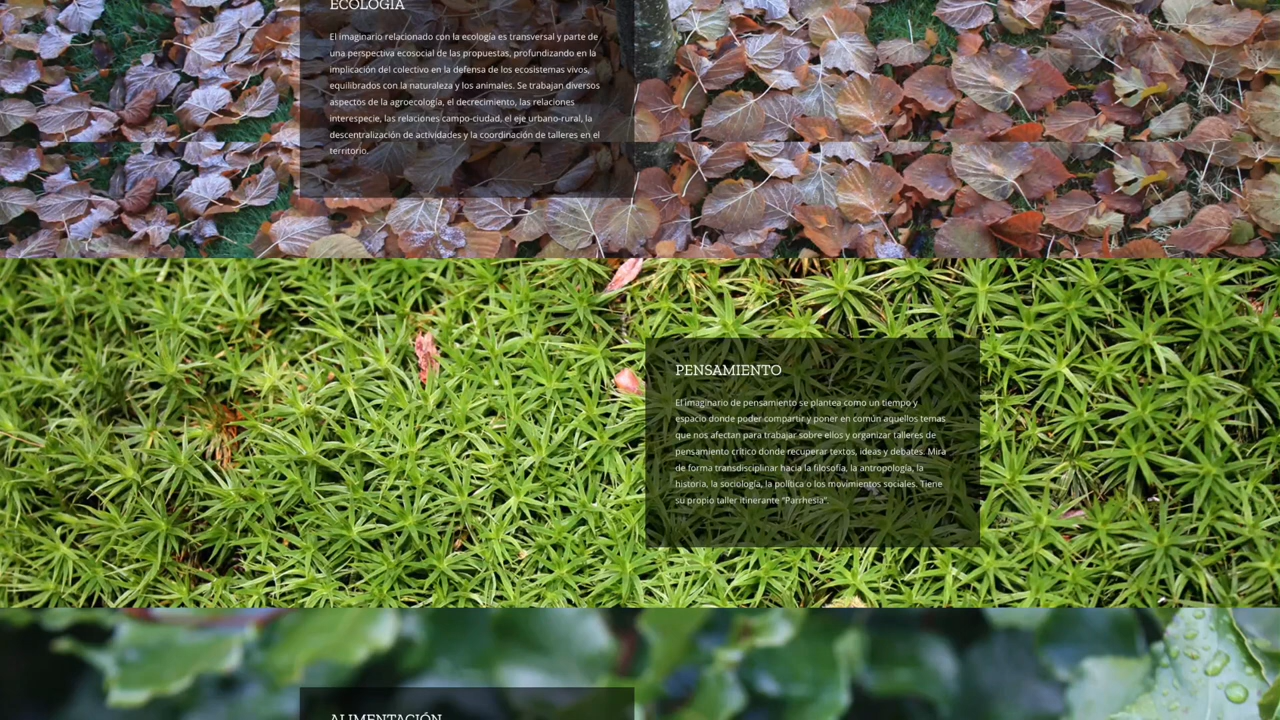 ECOLOGÍA
El imaginario relacionado con la ecología es transversal y parte de
una perspectiva ecosocial de las propuestas, profundizando en la
implicación del colectivo en la defensa de los ecosistemas vivos,
equilibrados con la naturaleza y los animales. Se trabajan diversos
aspectos de la agroecología, el decrecimiento, las relaciones
interespecie, las relaciones campo-ciudad, el eje urbano-rural, la
descentralización de actividades y la coordinación de talleres en el
territorio.
PENSAMIENTO
El imaginario de pensamiento se plantea como un tiempo y
espacio donde poder compartir y poner en común aquellos temas
que nos afectan para trabajar sobre ellos y organizar talleres de
pensamiento crítico donde recuperar textos, ideas y debates. Mira
de forma transdisciplinar hacia la filosofía, la antropología, la
historia, la sociología, la política o los movimientos sociales. Tiene
su propio taller itinerante “Parrhesia”.
ALIMENTACIÓN